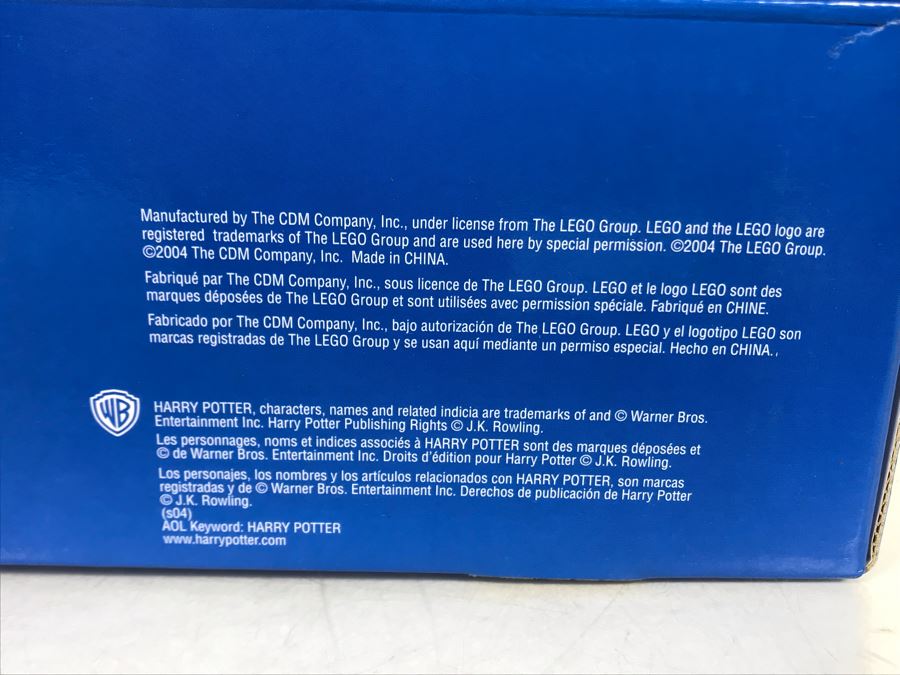 Manufactured by The CDM Company, Inc., under license from The LEGO Group. LEGO and the LEGO logo are
registered trademarks of The LEGO Group and are used here by special permission. ©2004 The LEGO Group.
©2004 The CDM Company, Inc. Made in CHINA.
Fabriqué par The CDM Company, Inc., sous licence de The LEGO Group. LEGO et le logo LEGO sont des
marques déposées de The LEGO Group et sont utilisées avec permission spéciale. Fabriqué en CHINE.
Fabricado por The CDM Company, Inc., bajo autorización de The LEGO Group. LEGO y el logotipo LEGO son
marcas registradas de The LEGO Group y se usan aquí mediante un permiso especial. Hecho en CHINA..
WB
HARRY POTTER, characters, names and related indicia are trademarks of and © Warner Bros.
Entertainment Inc. Harry Potter Publishing Rights © J.K. Rowling.
Les personnages, noms et indices associés à HARRY POTTER sont des marques déposées et
© de Warner Bros. Entertainment Inc. Droits d'édition pour Harry Potter © J.K. Rowling.
Los personajes, los nombres y los artículos relacionados con HARRY POTTER, son marcas
registradas y de © Warner Bros. Entertainment Inc. Derechos de publicación de Harry Potter
© J.K. Rowling.
(s04)
AOL Keyword: HARRY POTTER
www.harrypotter.com